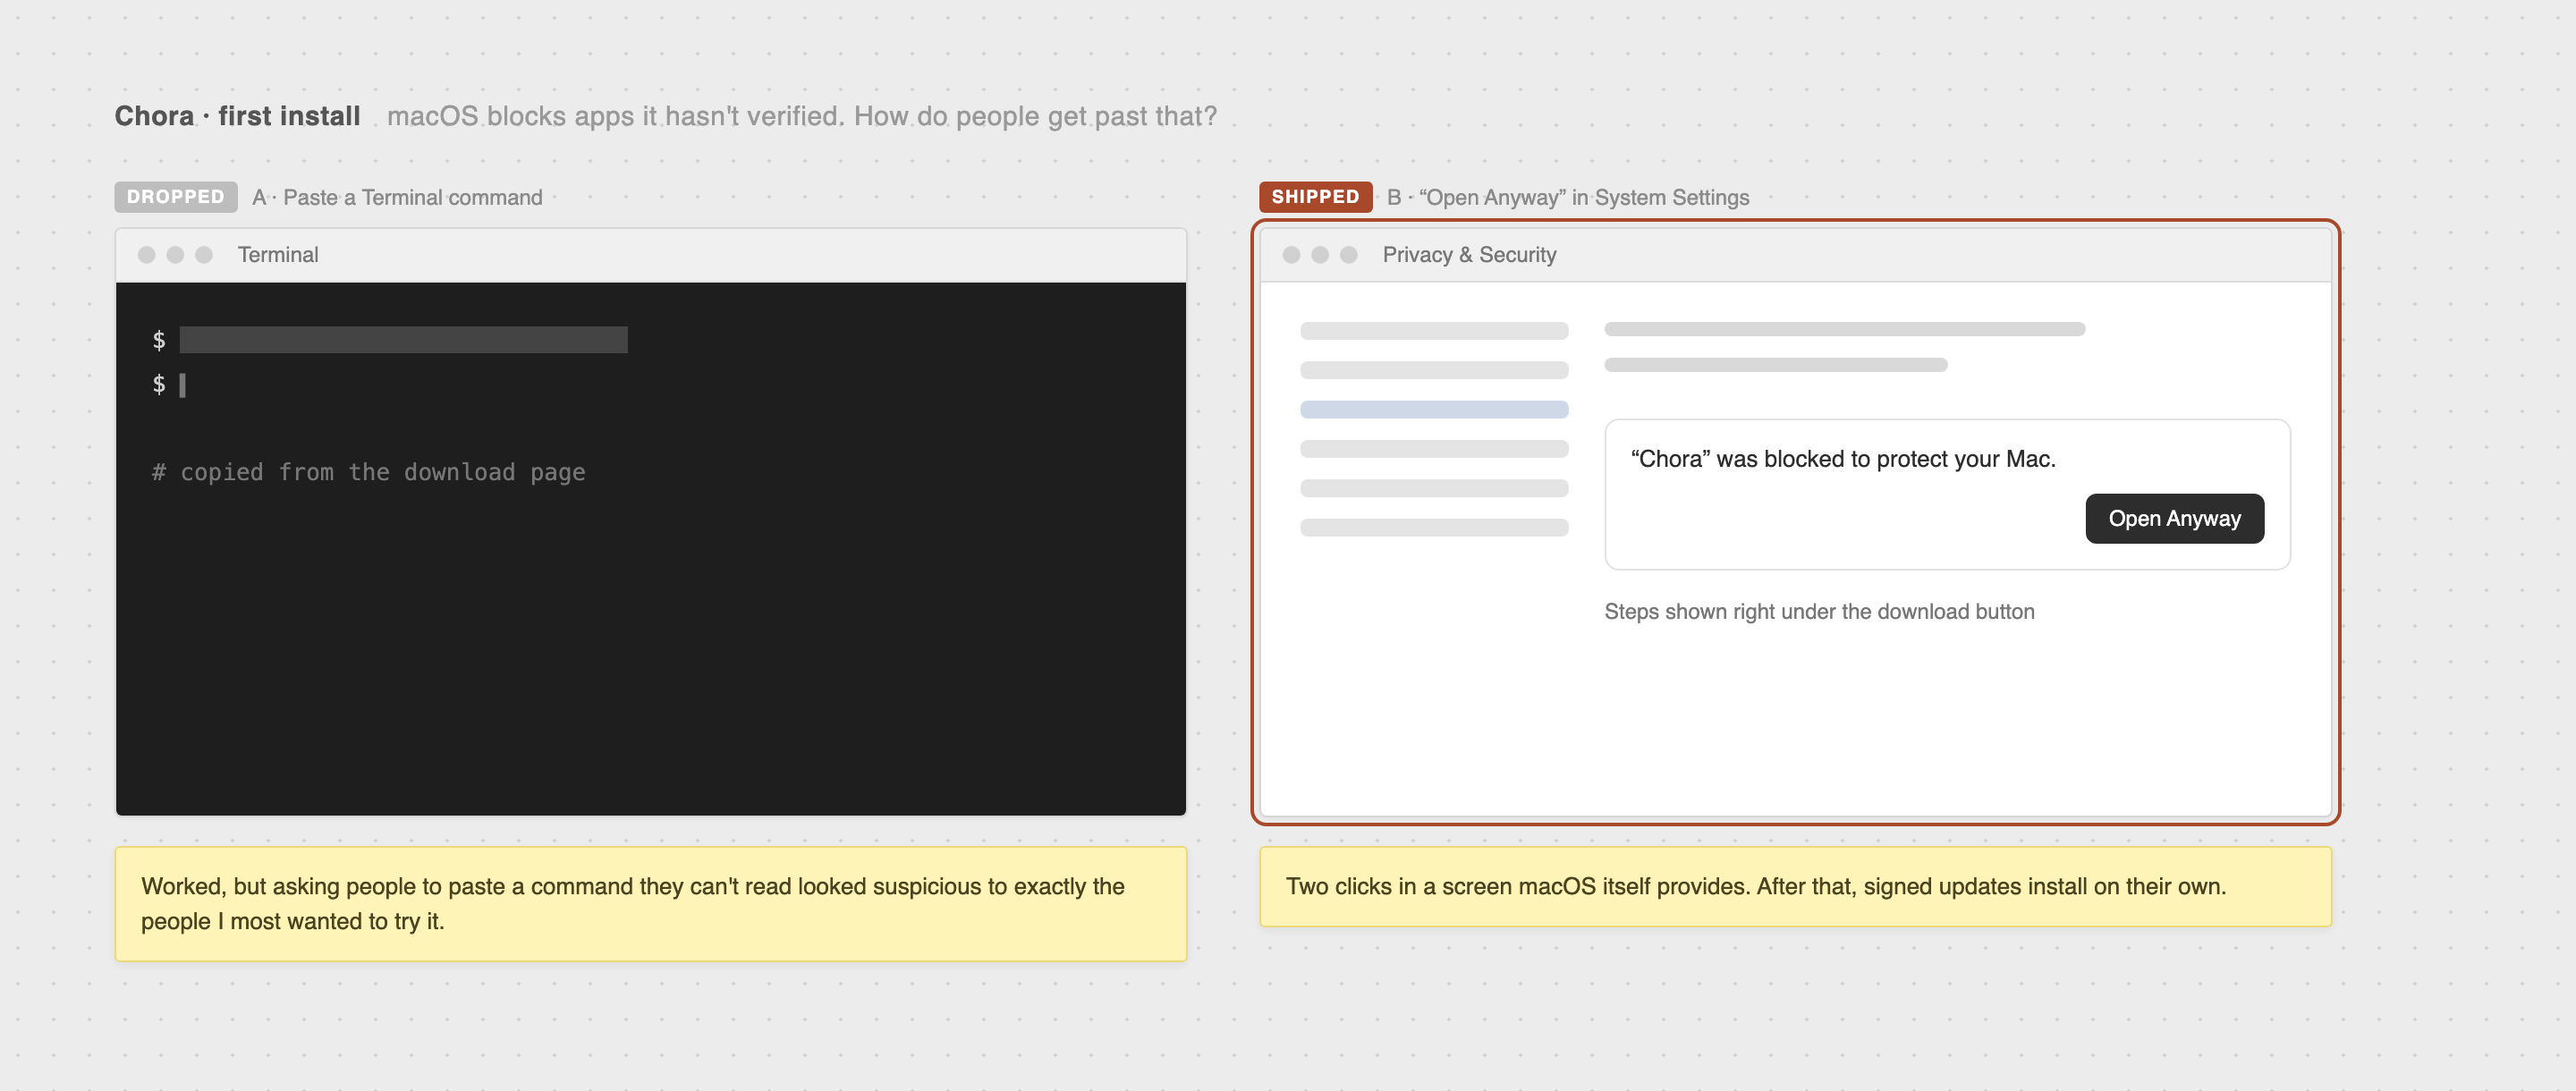 Chora · first install macOS blocks apps it hasn't verified. How do people get past that?
DROPPED A · Paste a Terminal command
Terminal
$
$
# copied from the download page
Worked, but asking people to paste a command they can't read looked suspicious to exactly the
people I most wanted to try it.
SHIPPED B · “Open Anyway” in System Settings
Privacy & Security
“Chora” was blocked to protect your Mac.
Open Anyway
Steps shown right under the download button
Two clicks in a screen macOS itself provides. After that, signed updates install on their own.